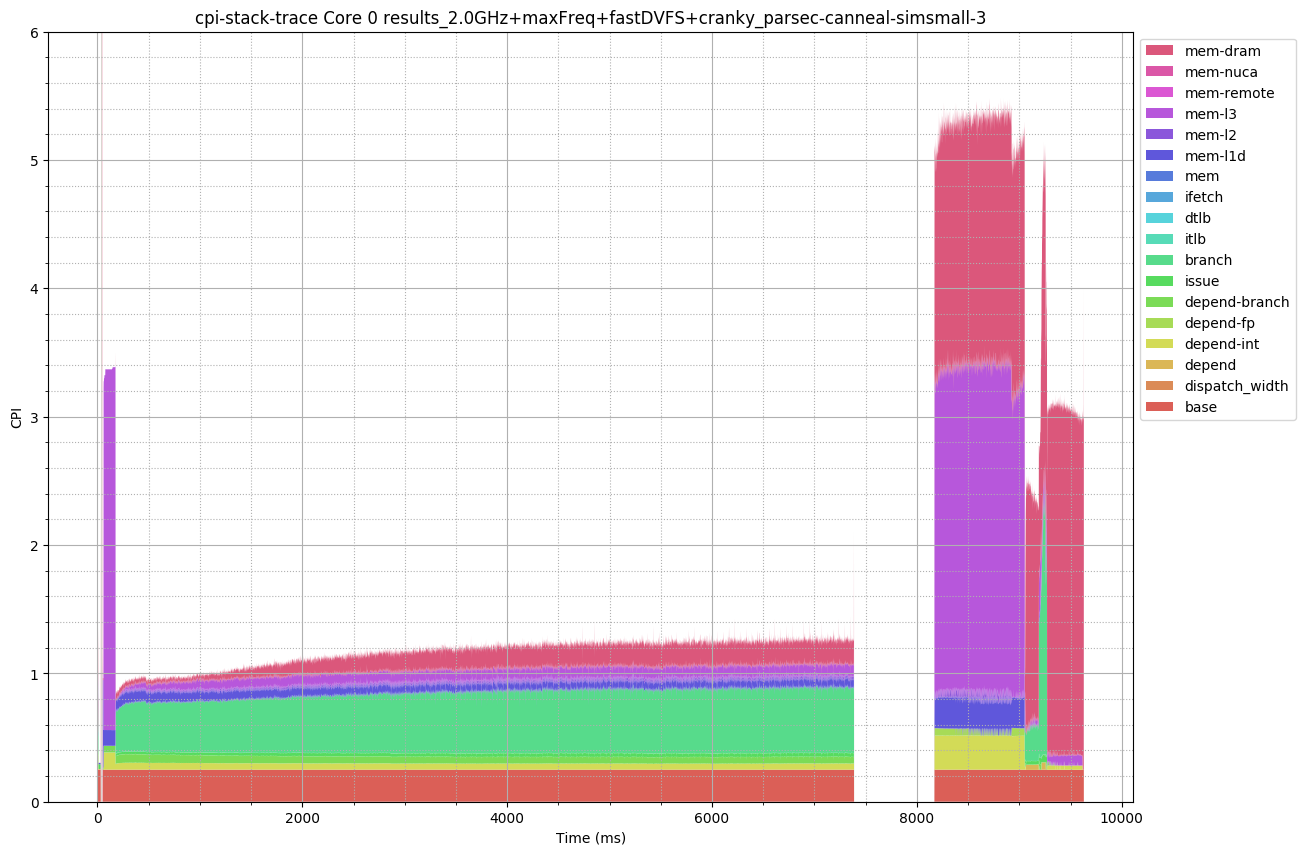 cpi-stack-trace Core 0 results_2.0GHz+maxFreq+fastDVFS+cranky_parsec-canneal-simsmall-3
6
5
4
3
2
1
0
CPI
0
2000
4000
6000
8000
10000
Time (ms)
mem-dram
mem-nuca
mem-remote
mem-l3
mem-l2
mem-l1d
mem
ifetch
dtlb
itlb
branch
issue
depend-branch
depend-fp
depend-int
depend
dispatch_width
base